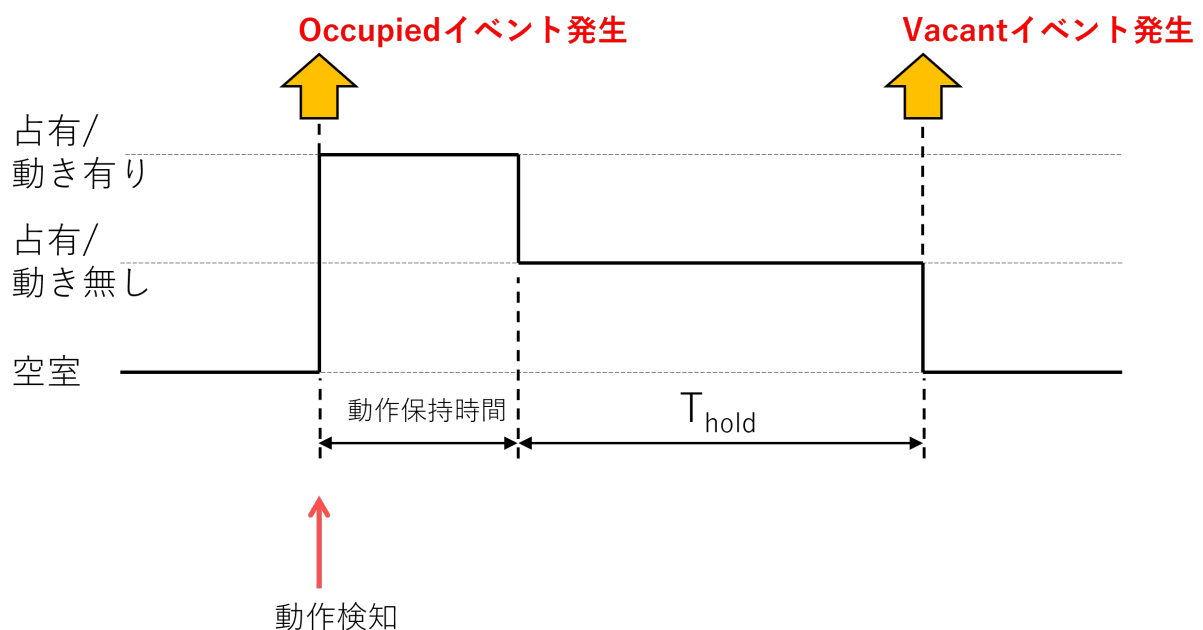 Occupiedイベント発生
Vacantイベント発生
占有/
動き有り
占有/
動き無し
空室
動作保持時間
Thold
動作検知